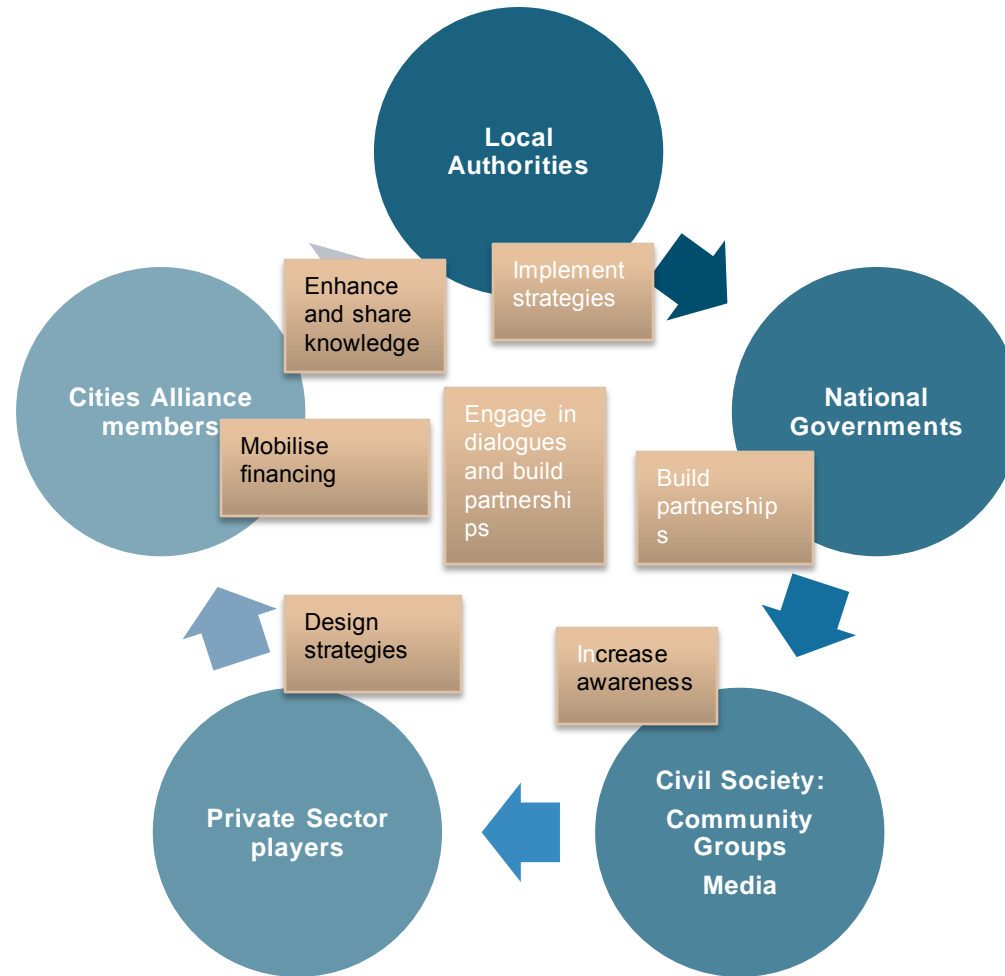 Local
Authorities
Implement
strategies
Enhance
and share
knowledge
Cities Alliance
members
National
Governments
Mobilise
financing
Engage in
dialogues
and build
partnershi
ps
Build
partnership
s
Design
strategies
Increase
awareness
Private Sector
players
Civil Society:
Community
Groups
Media